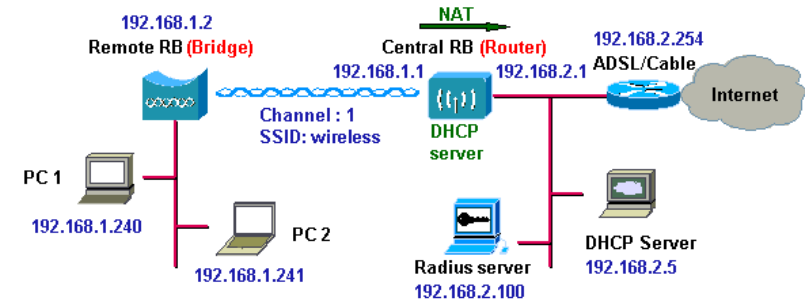 NAT
192.168.1.2
Remote RB (Bridge)
Central RB (Router)
192.168.2.254
ADSL/Cable
192.168.1.1
192.168.2.1
Internet
Channel : 1
SSID: wireless
DHCP
server
PC 1
192.168.1.240
PC 2
192.168.1.241
Radius server
192.168.2.100
DHCP Server
192.168.2.5